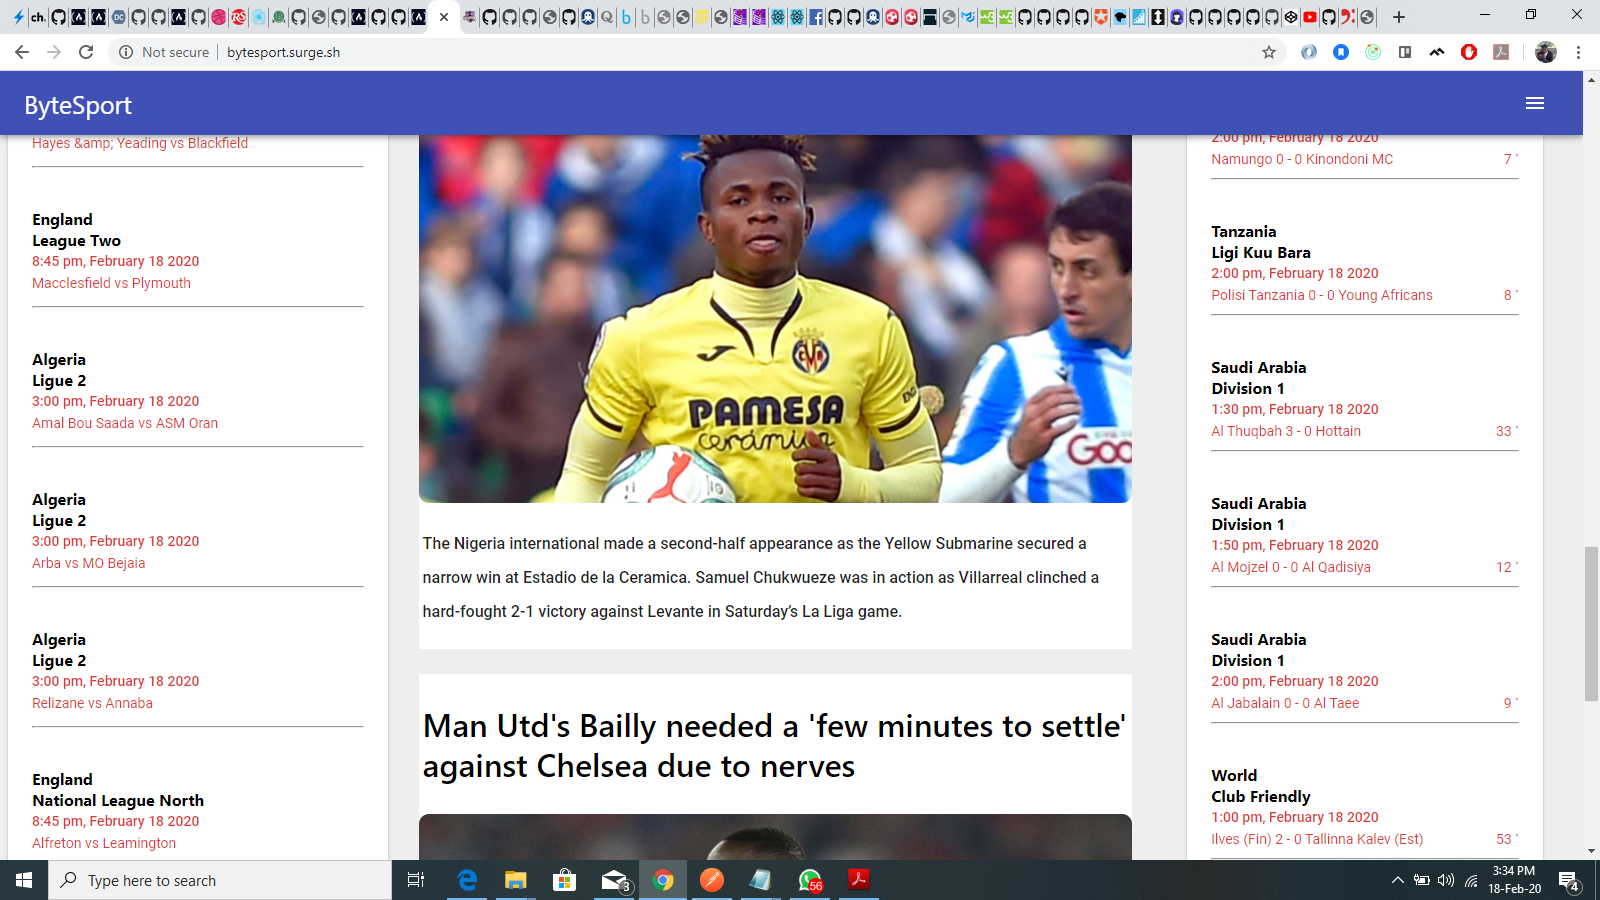 ch.
Not secure
bytesport.surge.sh
ByteSport
Hayes &amp; Yeading vs Blackfield
England
League Two
8:45 pm, February 18 2020
Macclesfield vs Plymouth
Algeria
Ligue 2
3:00 pm, February 18 2020
Amal Bou Saada vs ASM Oran
Algeria
Ligue 2
3:00 pm, February 18 2020
Arba vs MO Bejaia
Algeria
Ligue 2
3:00 pm, February 18 2020
Relizane vs Annaba
England
National League North
8:45 pm, February 18 2020
Alfreton vs Leamington
PAMESA
cerámica
Goo
The Nigeria international made a second-half appearance as the Yellow Submarine secured a
narrow win at Estadio de la Ceramica. Samuel Chukwueze was in action as Villarreal clinched a
hard-fought 2-1 victory against Levante in Saturday’s La Liga game.
Man Utd's Bailly needed a 'few minutes to settle'
against Chelsea due to nerves
2:00 pm, February 18 2020
Namungo 0 - 0 Kinondoni MC 7 `
Tanzania
Ligi Kuu Bara
2:00 pm, February 18 2020
Polisi Tanzania 0 - 0 Young Africans 8 `
Saudi Arabia
Division 1
1:30 pm, February 18 2020
Al Thuqbah 3 - 0 Hottain 33 `
Saudi Arabia
Division 1
1:50 pm, February 18 2020
Al Mojzel 0 - 0 Al Qadisiya 12 `
Saudi Arabia
Division 1
2:00 pm, February 18 2020
Al Jabalain 0 - 0 Al Taee 9 `
World
Club Friendly
1:00 pm, February 18 2020
Ilves (Fin) 2 - 0 Tallinna Kalev (Est) 53 `
Type here to search
3
56
3:34 PM
18-Feb-20
4